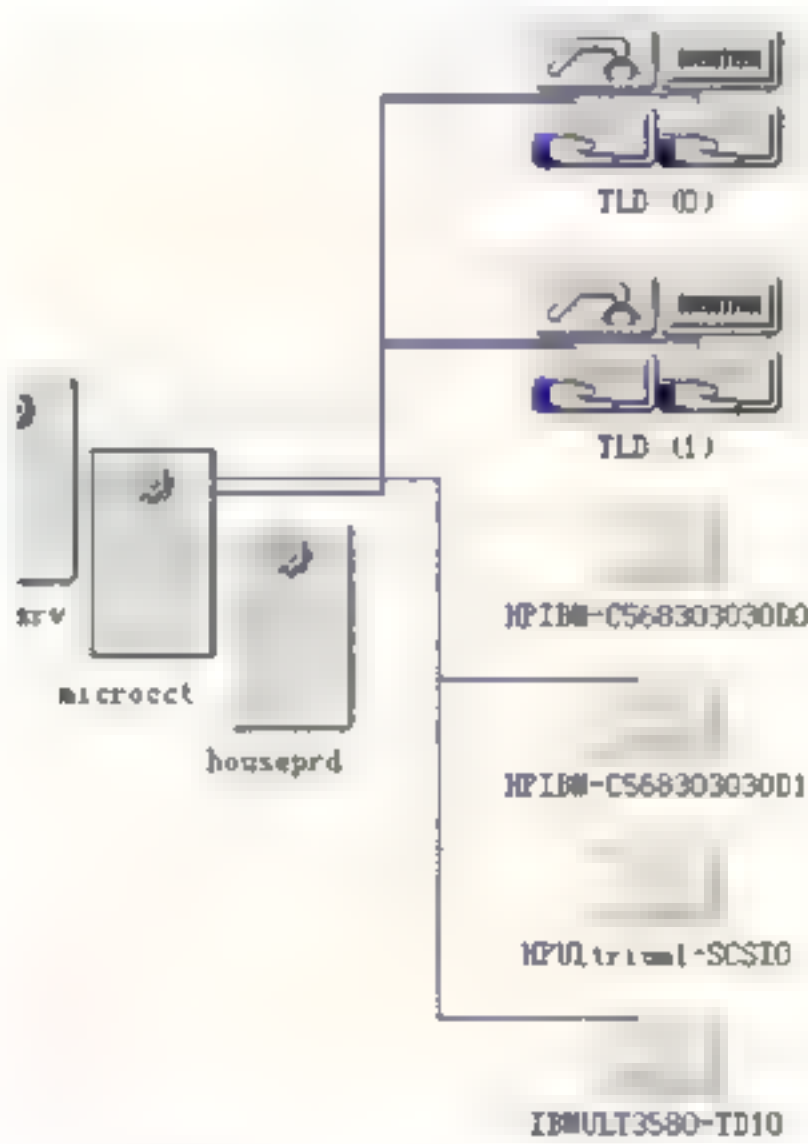 TLD (0)
TLD (1)
srv
microcct
houseprd
HPIBM-C568303030D0
HPIBM-C568303030D1
HPUltrium1-SCSI0
IBMULT3580-TD10